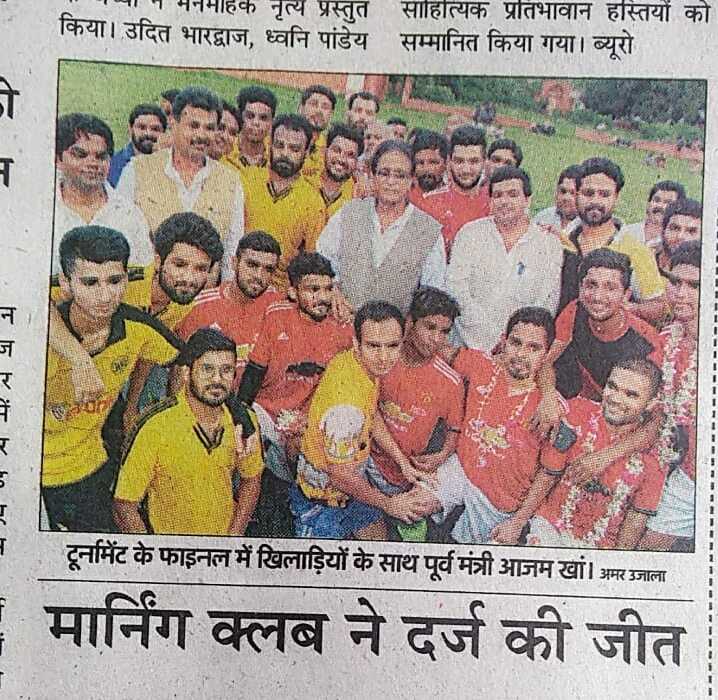 मनमोहक नृत्य प्रस्तुत
किया। उदित भारद्वाज, ध्वनि पांडेय
साहित्यिक प्रतिभावान हस्तियों को
सम्मानित किया गया। ब्यूरो
टूर्नामेंट के फाइनल में खिलाड़ियों के साथ पूर्व मंत्री आजम खां। अमर उजाला
मार्निंग क्लब ने दर्ज की जीत